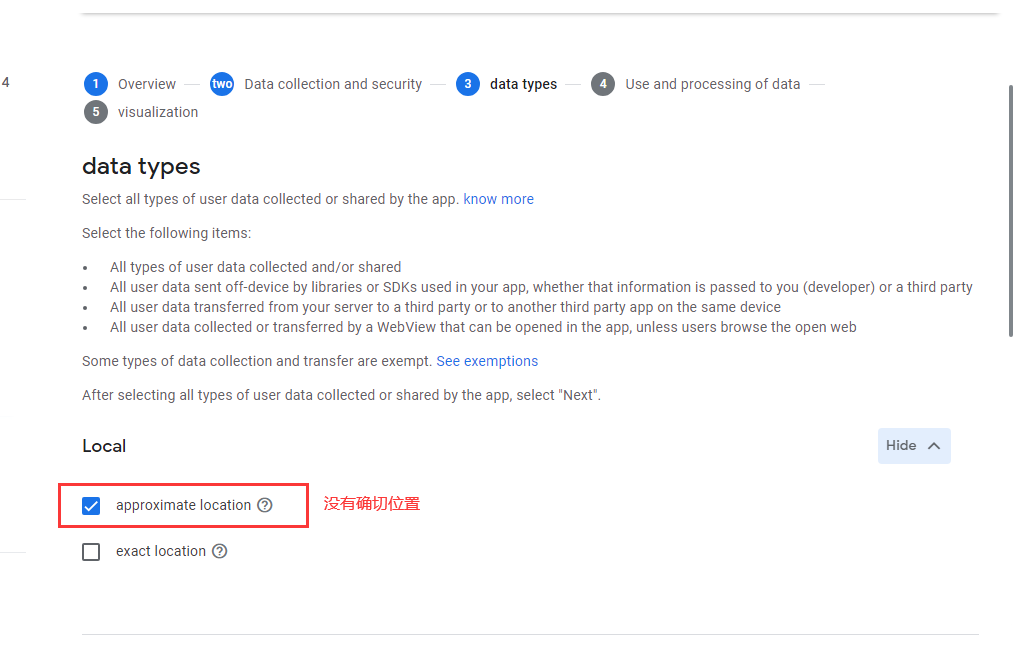 4
1 Overview two Data collection and security 3 data types 4 Use and processing of data
5 visualization
data types
Select all types of user data collected or shared by the app. know more
Select the following items:
• All types of user data collected and/or shared
• All user data sent off-device by libraries or SDKs used in your app, whether that information is passed to you (developer) or a third party
• All user data transferred from your server to a third party or to another third party app on the same device
• All user data collected or transferred by a WebView that can be opened in the app, unless users browse the open web
Some types of data collection and transfer are exempt. See exemptions
After selecting all types of user data collected or shared by the app, select "Next".
Local Hide
approximate location ? 没有确切位置
exact location ?